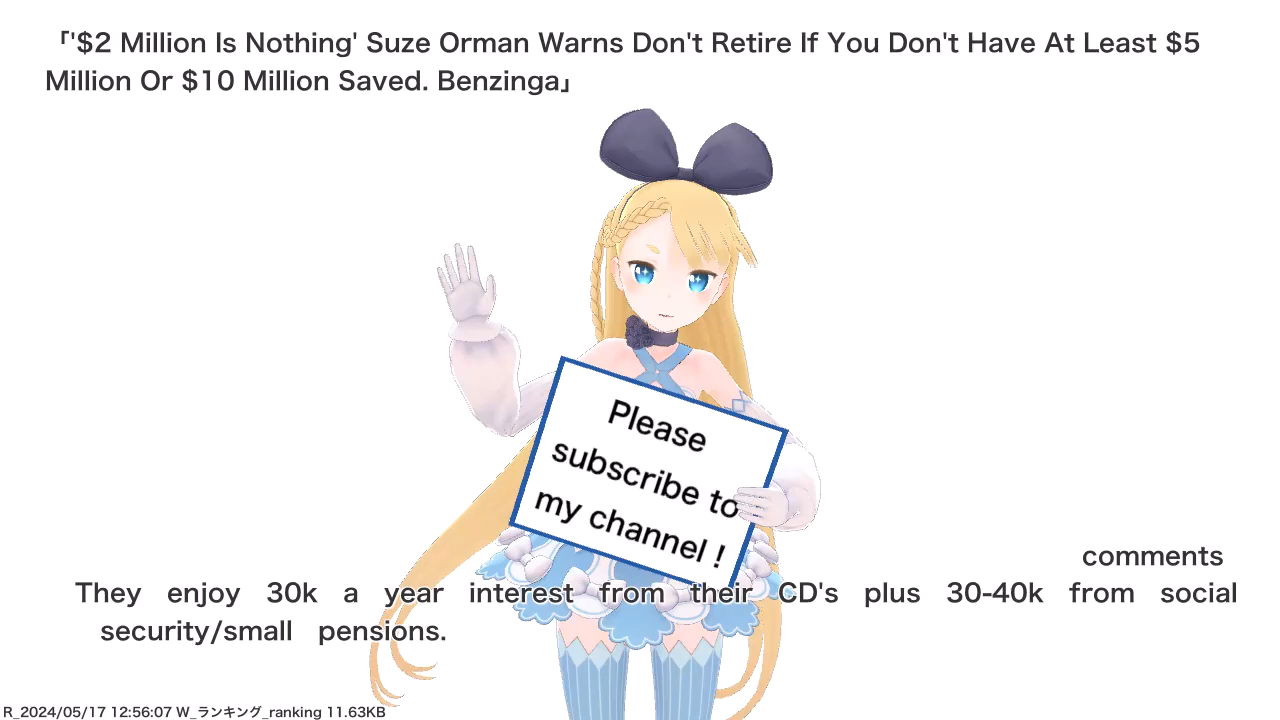 「'$2 Million Is Nothing' Suze Orman Warns Don't Retire If You Don't Have At Least $5
Million Or $10 Million Saved. Benzinga」
Please
subscribe to
my channel !
comments
They enjoy 30k a year interest from their CD's plus 30-40k from social
security/small pensions.
R_2024/05/17 12:56:07 W_ランキング_ranking 11.63KB